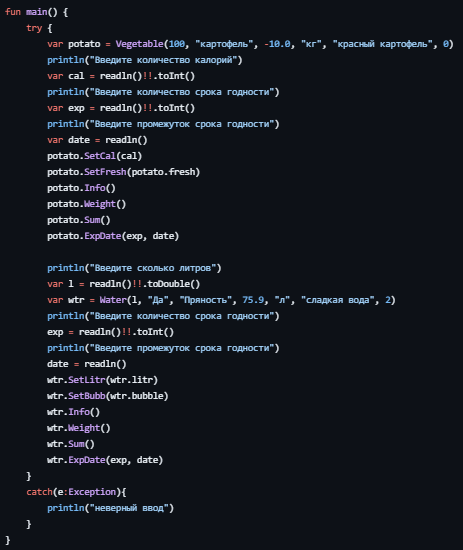 fun main() {
    try {
        var potato = Vegetable(100, "картофель", -10.0, "кг", "красный картофель", 0)
        println("Введите количество калорий")
        var cal = readln()!!.toInt()
        println("Введите количество срока годности")
        var exp = readln()!!.toInt()
        println("Введите промежуток срока годности")
        var date = readln()
        potato.SetCal(cal)
        potato.SetFresh(potato.fresh)
        potato.Info()
        potato.Weight()
        potato.Sum()
        potato.ExpDate(exp, date)

        println("Введите сколько литров")
        var l = readln()!!.toDouble()
        var wtr = Water(l, "Да", "Пряность", 75.9, "л", "сладкая вода", 2)
        println("Введите количество срока годности")
        exp = readln()!!.toInt()
        println("Введите промежуток срока годности")
        date = readln()
        wtr.SetLitr(wtr.litr)
        wtr.SetBubb(wtr.bubble)
        wtr.Info()
        wtr.Weight()
        wtr.Sum()
        wtr.ExpDate(exp, date)
    }
    catch(e:Exception){
        println("неверный ввод")
    }
}